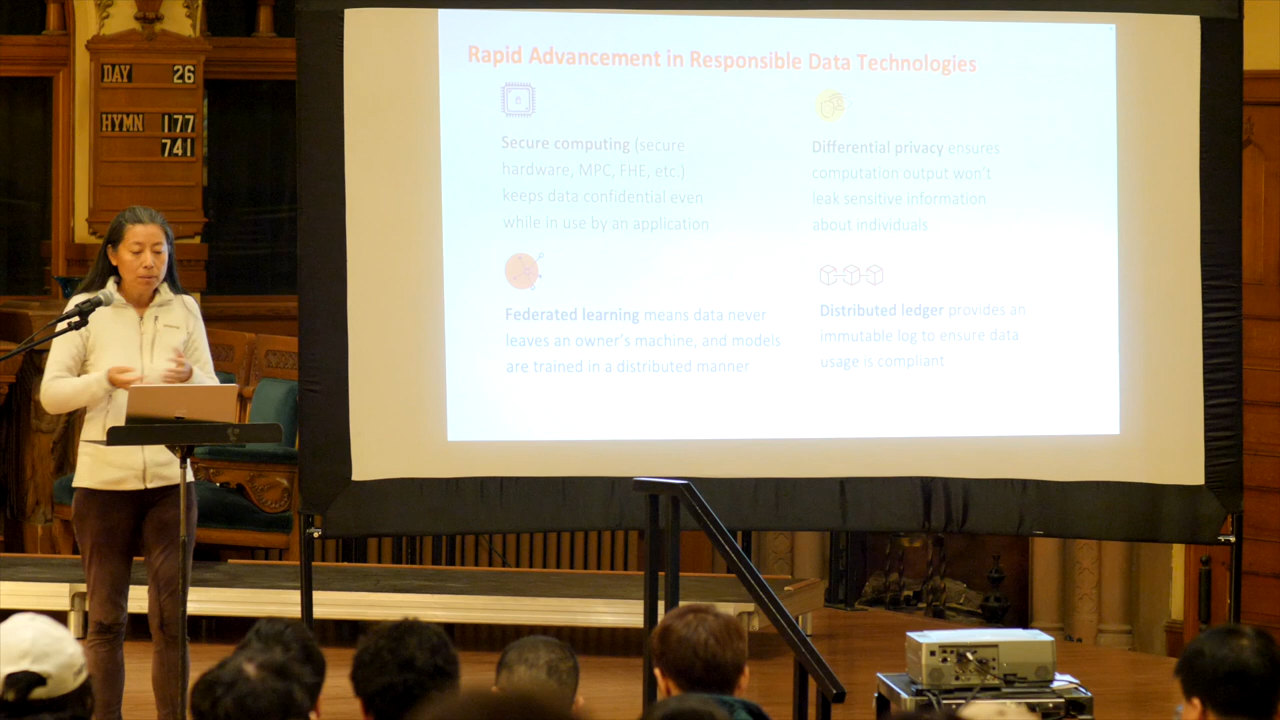 DAY 26
HYMN 177
741
Rapid Advancement in Responsible Data Technologies
Secure computing (secure
hardware, MPC, FHE, etc.)
keeps data confidential even
while in use by an application
Differential privacy ensures
computation output won't
leak sensitive information
about individuals
Federated learning means data never
leaves an owner's machine, and models
are trained in a distributed manner
Distributed ledger provides an
immutable log to ensure data
usage is compliant